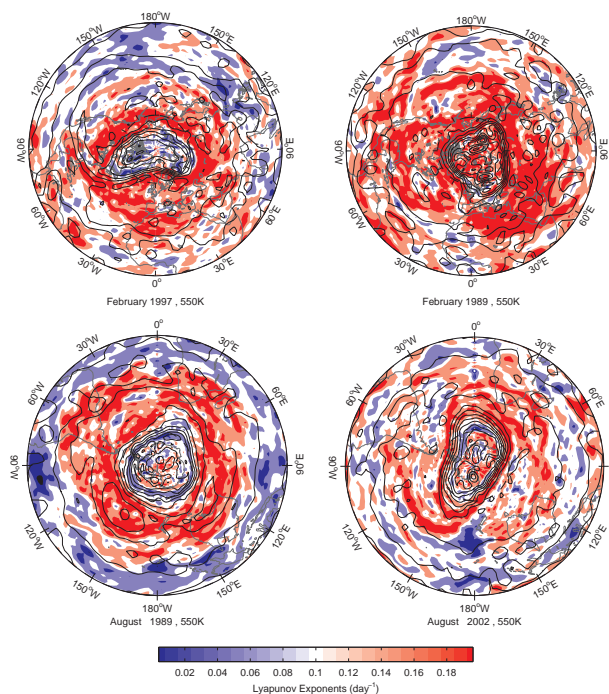 180°W
150°W
150°E
120°W
120°E
90°W
90°E
60°W
60°E
30°W
30°E
0°
February 1997 , 550K
180°W
150°W
150°E
120°W
120°E
90°W
90°E
60°W
60°E
30°W
30°E
0°
February 1989 , 550K
0°
30°W
30°E
60°W
60°E
90°W
90°E
120°W
120°E
150°W
150°E
180°W
August 1989 , 550K
0°
30°W
30°E
60°W
60°E
90°W
120°W
120°E
150°W
150°E
180°W
August 2002 , 550K
0.02 0.04 0.06 0.08 0.1 0.12 0.14 0.16 0.18
Lyapunov Exponents (day⁻¹)